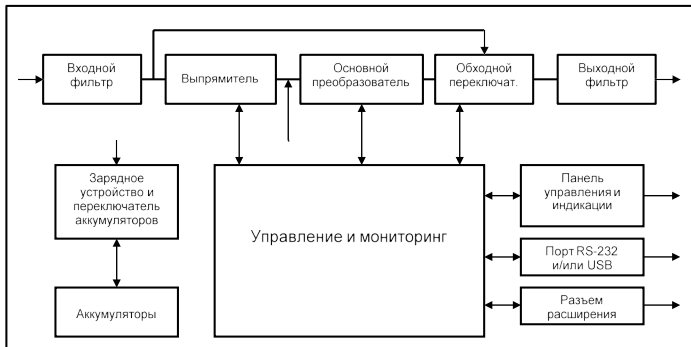 Входной
фильтр
Выпрямитель
Основной
преобразователь
Обходной
переключат.
Выходной
фильтр
Зарядное
устройство и
переключатель
аккумуляторов
Управление и мониторинг
Панель
управления и
индикации
Порт RS-232
и/или USB
Аккумуляторы
Разъем
расширения